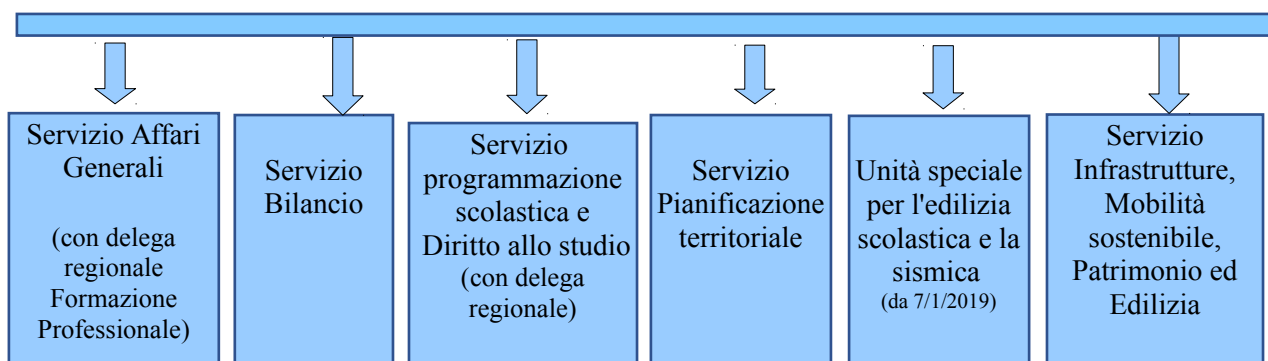 Servizio Affari
Generali
(con delega
regionale
Formazione
Professionale)
Servizio
Bilancio
Servizio
programmazione
scolastica e
Diritto allo studio
(con delega
regionale)
Servizio
Pianificazione
territoriale
Unità speciale
per l'edilizia
scolastica e la
sismica
(da 7/1/2019)
Servizio
Infrastrutture,
Mobilità
sostenibile,
Patrimonio ed
Edilizia